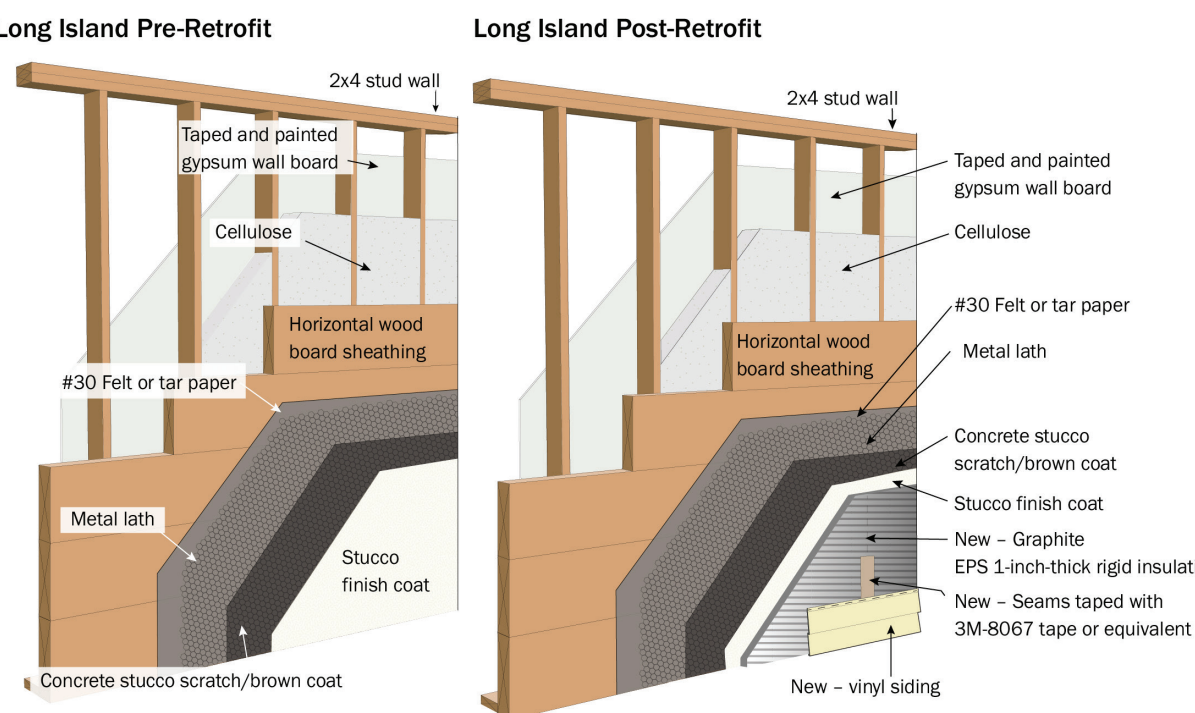 Long Island Pre-Retrofit
2x4 stud wall
Taped and painted
gypsum wall board
Cellulose
Horizontal wood
board sheathing
#30 Felt or tar paper
Metal lath
Stucco
finish coat
Concrete stucco scratch/brown coat
Long Island Post-Retrofit
2x4 stud wall
Taped and painted
gypsum wall board
Cellulose
#30 Felt or tar paper
Horizontal wood
board sheathing
Metal lath
Concrete stucco
scratch/brown coat
Stucco finish coat
New – Graphite
EPS 1-inch-thick rigid insulat
New – Seams taped with
3M-8067 tape or equivalent
New – vinyl siding